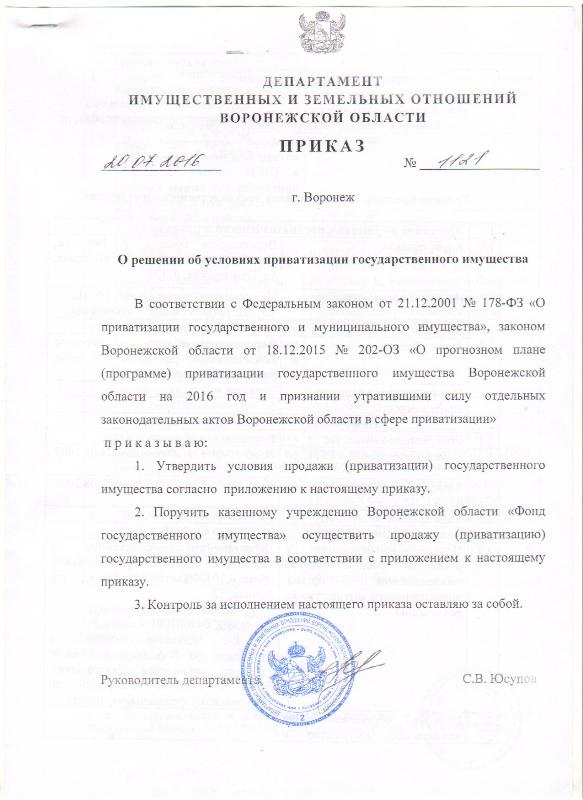 ДЕПАРТАМЕНТ
ИМУЩЕСТВЕННЫХ И ЗЕМЕЛЬНЫХ ОТНОШЕНИЙ
ВОРОНЕЖСКОЙ ОБЛАСТИ
ПРИКАЗ
20.07.2016 № 1121
г. Воронеж
О решении об условиях приватизации государственного имущества
В соответствии с Федеральным законом от 21.12.2001 № 178-ФЗ «О
приватизации государственного и муниципального имущества», законом
Воронежской области от 18.12.2015 № 202-ОЗ «О прогнозном плане
(программе) приватизации государственного имущества Воронежской
области на 2016 год и признании утратившими силу отдельных
законодательных актов Воронежской области в сфере приватизации»
п р и к а з ы в а ю:
1. Утвердить условия продажи (приватизации) государственного
имущества согласно приложению к настоящему приказу.
2. Поручить казенному учреждению Воронежской области «Фонд
государственного имущества» осуществить продажу (приватизацию)
государственного имущества в соответствии с приложением к настоящему
приказу.
3. Контроль за исполнением настоящего приказа оставляю за собой.
Руководитель департамента С.В. Юсупов
2